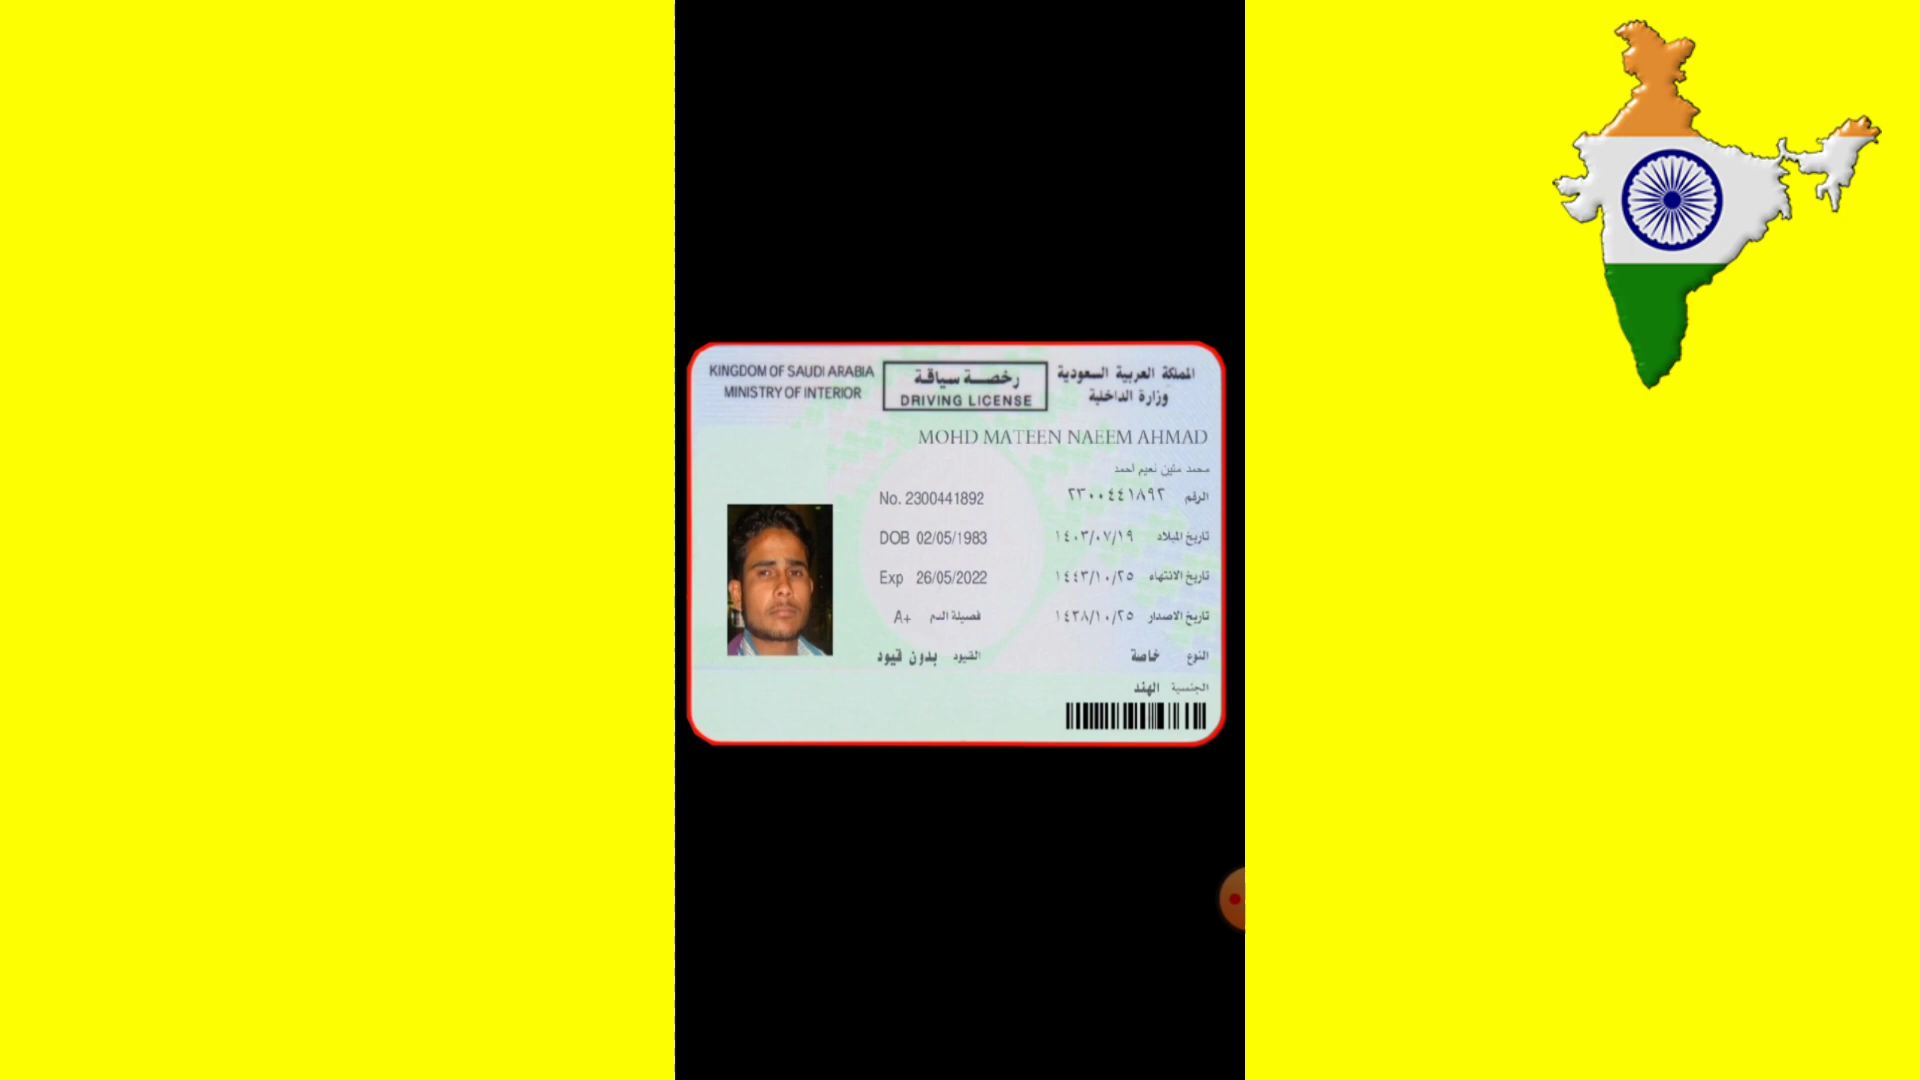 KINGDOM OF SAUDI ARABIA
MINISTRY OF INTERIOR
رخصة سياقة
DRIVING LICENSE
المملكة العربية السعودية
وزارة الداخلية
MOHD MATEEN NAEEM AHMAD
محمد متين نعيم احمد
No. 2300441892
الرقم ٢٣٠٠٤٤١٨٩٢
DOB 02/05/1983
تاريخ الميلاد ١٤٠٣/٠٧/١٩
Exp 26/05/2022
تاريخ الانتهاء ١٤٤٣/١٠/٢٥
فصيلة الدم A+
تاريخ الاصدار ١٤٣٨/١٠/٢٥
القيود بدون قيود
النوع خاصة
الجنسية الهند